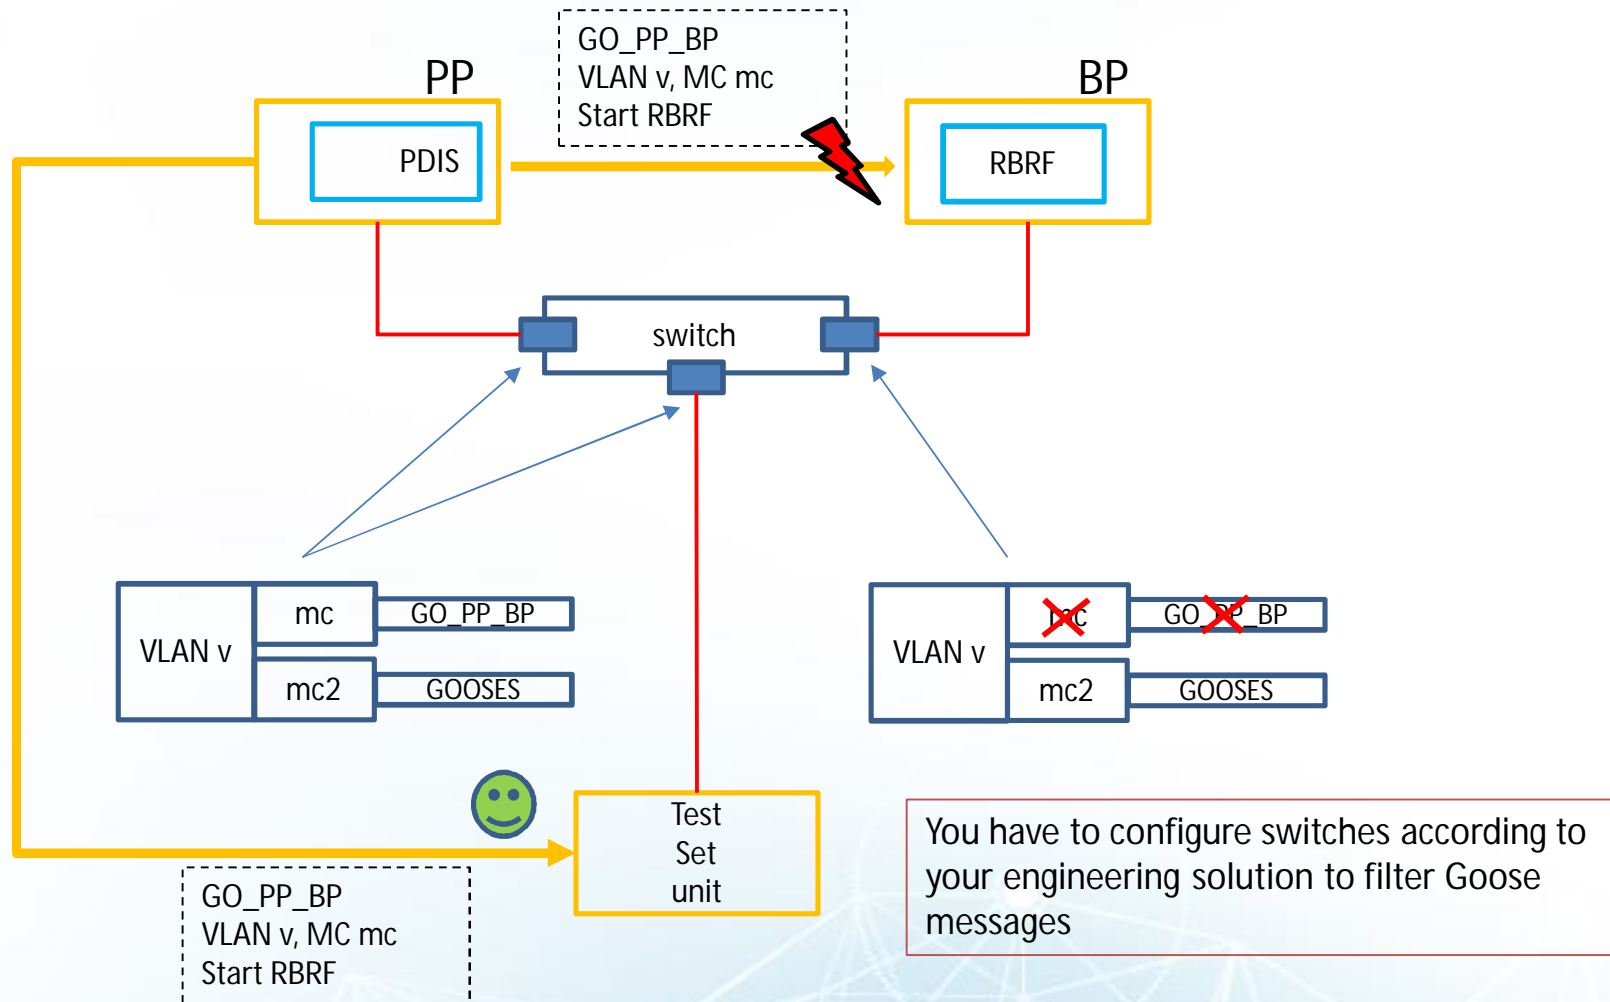 GO_PP_BP
VLAN v, MC mc
Start RBRF
PP
BP
PDIS
RBRF
switch
VLAN v
mc
GO_PP_BP
mc2
GOOSES
VLAN v
mc
GO_PP_BP
mc2
GOOSES
Test
Set
unit
You have to configure switches according to
your engineering solution to filter Goose
messages
GO_PP_BP
VLAN v, MC mc
Start RBRF